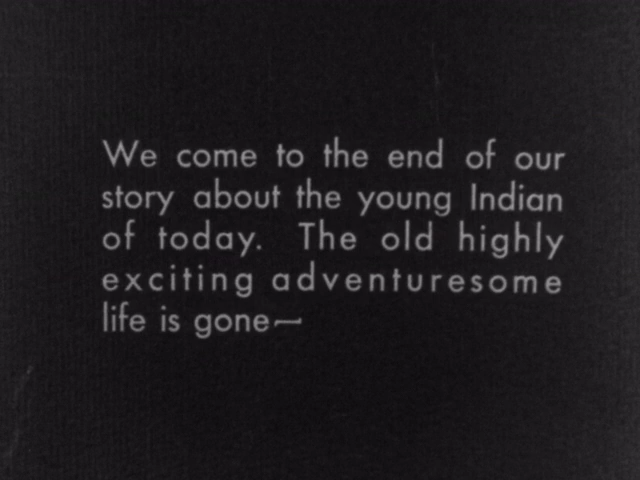 We come to the end of our
story about the young Indian
of today. The old highly
exciting adventuresome
life is gone—